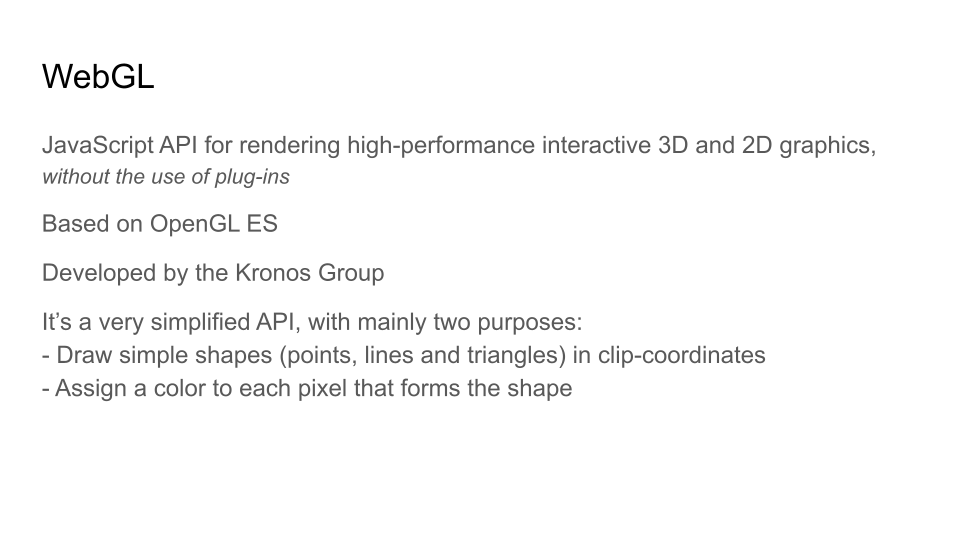 WebGL
JavaScript API for rendering high-performance interactive 3D and 2D graphics,
without the use of plug-ins
Based on OpenGL ES
Developed by the Kronos Group
It’s a very simplified API, with mainly two purposes:
- Draw simple shapes (points, lines and triangles) in clip-coordinates
- Assign a color to each pixel that forms the shape